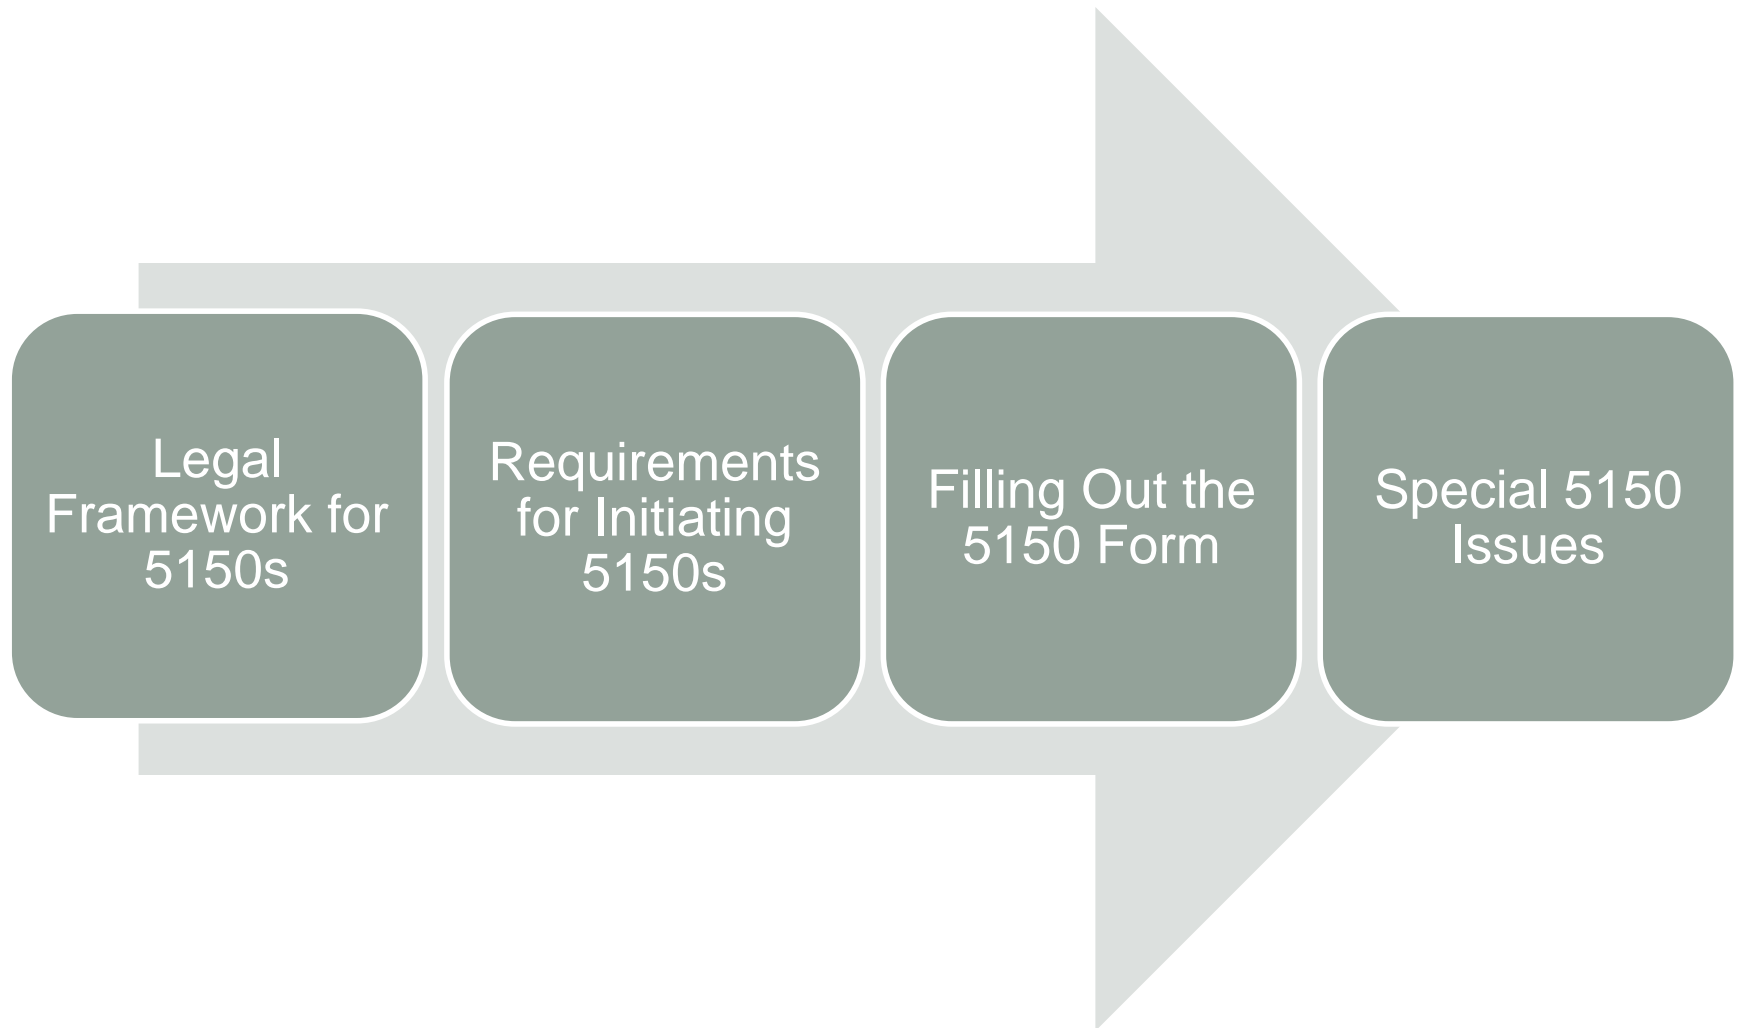 Legal
Framework for
5150s
Requirements
for Initiating
5150s
Filling Out the
5150 Form
Special 5150
Issues